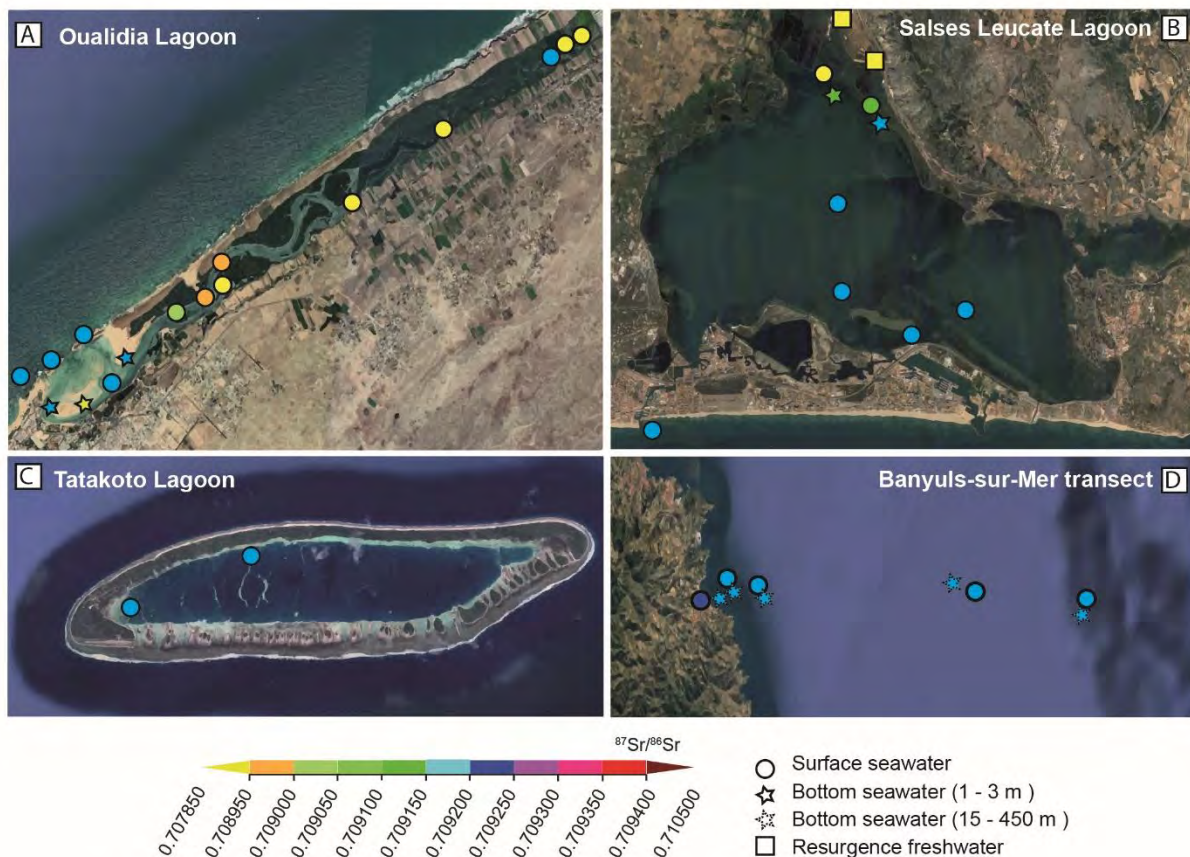 A Oualidia Lagoon
Salses Leucate Lagoon B
C Tatakoto Lagoon
Banyuls-sur-Mer transect D
⁸⁷Sr/⁸⁶Sr
0.707850
0.708950
0.709000
0.709050
0.709100
0.709150
0.709200
0.709250
0.709300
0.709350
0.709400
0.710500
Surface seawater
Bottom seawater (1 - 3 m )
Bottom seawater (15 - 450 m )
Resurgence freshwater